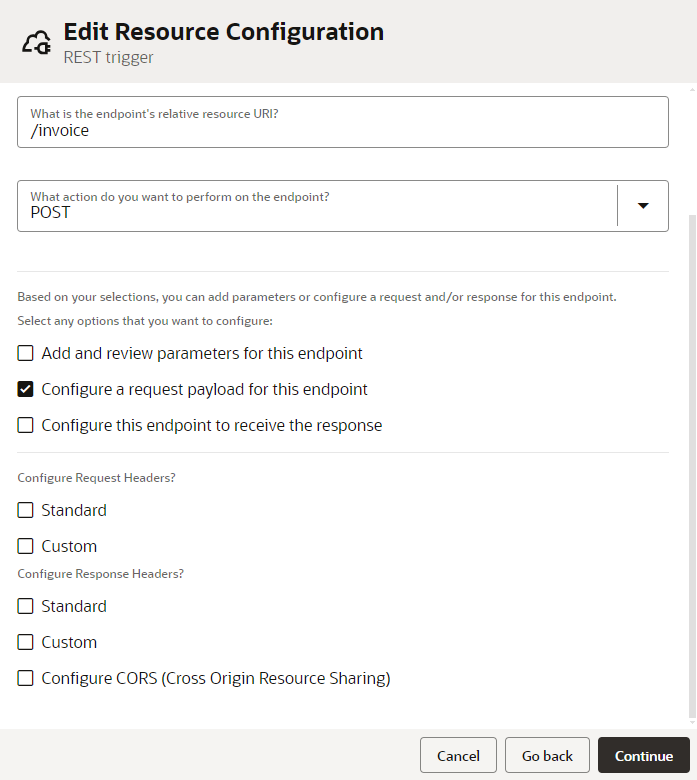 Edit Resource Configuration
REST trigger
What is the endpoint's relative resource URI?
/invoice
What action do you want to perform on the endpoint?
POST
Based on your selections, you can add parameters or configure a request and/or response for this endpoint.
Select any options that you want to configure:
Add and review parameters for this endpoint
Configure a request payload for this endpoint
Configure this endpoint to receive the response
Configure Request Headers?
Standard
Custom
Configure Response Headers?
Standard
Custom
Configure CORS (Cross Origin Resource Sharing)
Cancel
Go back
Continue